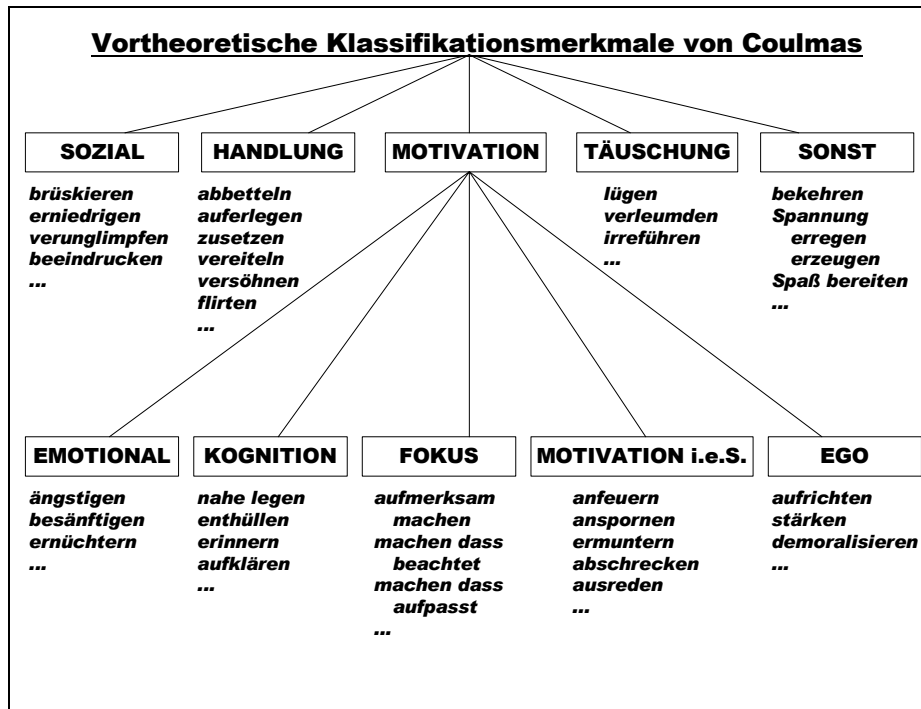 Vortheoretische Klassifikationsmerkmale von Coulmas
SOZIAL
brüskieren
erniedrigen
verunglimpfen
beeindrucken
...
HANDLUNG
abbetteln
auferlegen
zusetzen
vereiteln
versöhnen
flirten
...
MOTIVATION
TÄUSCHUNG
lügen
verleumden
irreführen
...
SONST
bekehren
Spannung
erregen
erzeugen
Spaß bereiten
...
EMOTIONAL
ängstigen
besänftigen
ernüchtern
...
KOGNITION
nahe legen
enthüllen
erinnern
aufklären
...
FOKUS
aufmerksam
machen
machen dass
beachtet
machen dass
aufpasst
...
MOTIVATION i.e.S.
anfeuern
anspornen
ermuntern
abschrecken
ausreden
...
EGO
aufrichten
stärken
demoralisieren
...